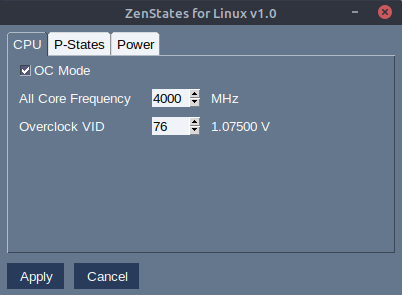 ZenStates for Linux v1.0
CPU P-States Power
OC Mode
All Core Frequency 4000 MHz
Overclock VID 76 1.07500 V
Apply Cancel